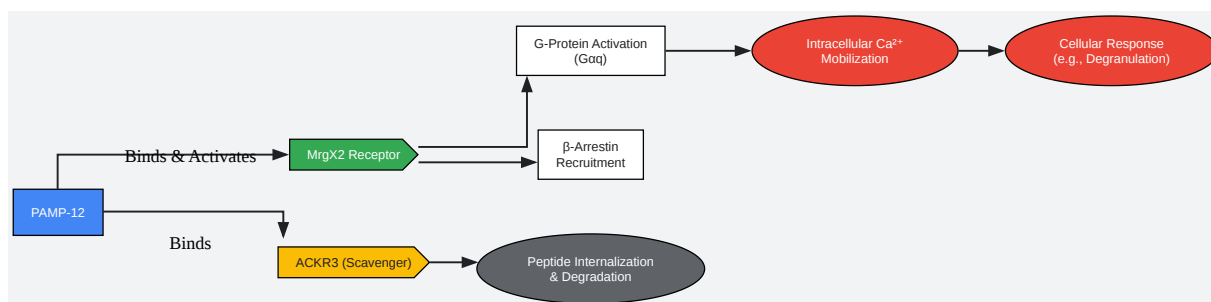 G-Protein Activation
(Gαq)
Intracellular Ca²⁺
Mobilization
Cellular Response
(e.g., Degranulation)
Binds & Activates
MrgX2 Receptor
β-Arrestin
Recruitment
PAMP-12
Binds
ACKR3 (Scavenger)
Peptide Internalization
& Degradation